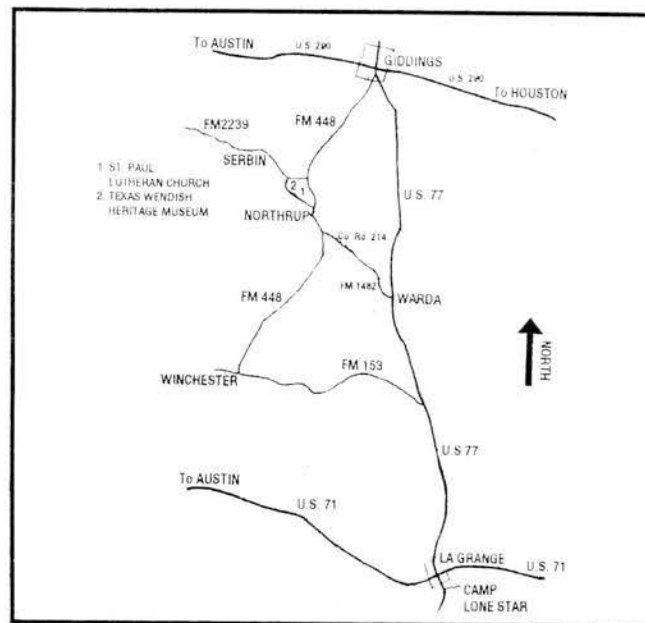 To AUSTIN
U.S. 290
GIDDINGS
U.S. 290
To HOUSTON
FM 448
FM2239
SERBIN
1. ST. PAUL
LUTHERAN CHURCH
2. TEXAS WENDISH
HERITAGE MUSEUM
2
1
U.S. 77
NORTHRUP
Co. Rd. 214
FM 1482
WARDA
FM 448
NORTH
WINCHESTER
FM 153
U.S 77
To AUSTIN
U.S. 71
LA GRANGE
U.S. 71
CAMP
LONE STAR